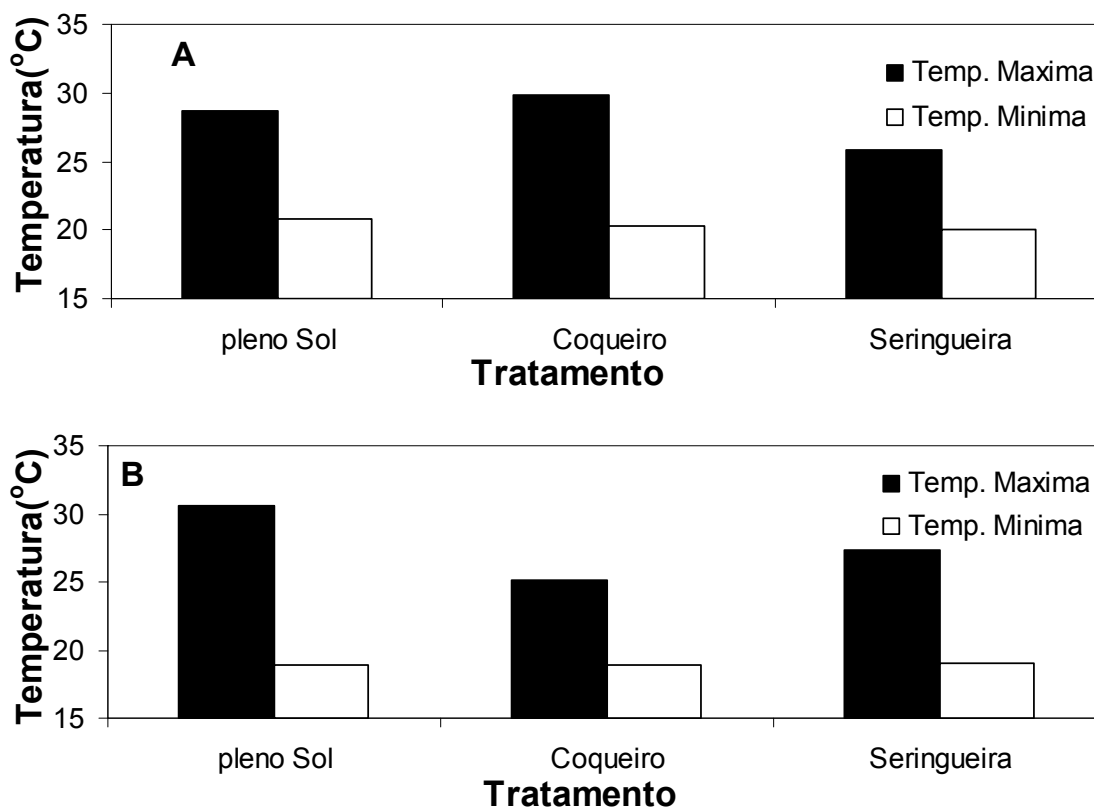 35
30
25
20
15
Temperatura(°C)
A
Temp. Maxima
Temp. Minima
pleno Sol
Coqueiro
Seringueira
Tratamento
35
30
25
20
15
Temperatura(°C)
B
Temp. Maxima
Temp. Minima
pleno Sol
Coqueiro
Seringueira
Tratamento